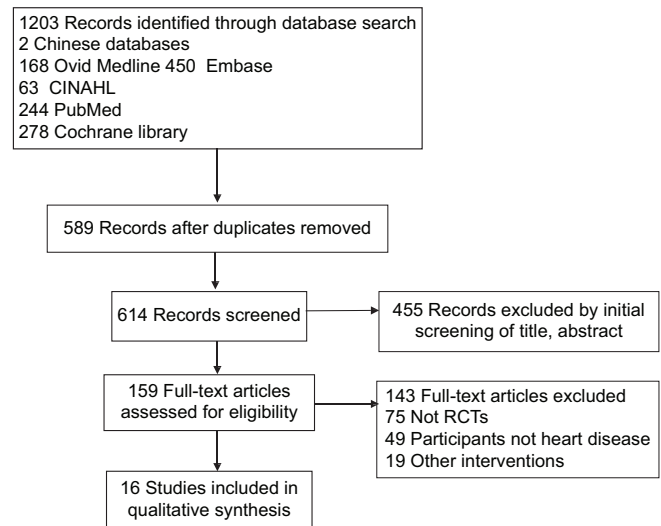 1203 Records identified through database search
2 Chinese databases
168 Ovid Medline 450 Embase
63 CINAHL
244 PubMed
278 Cochrane library
589 Records after duplicates removed
614 Records screened
455 Records excluded by initial
screening of title, abstract
159 Full-text articles
assessed for eligibility
143 Full-text articles excluded
75 Not RCTs
49 Participants not heart disease
19 Other interventions
16 Studies included in
qualitative synthesis